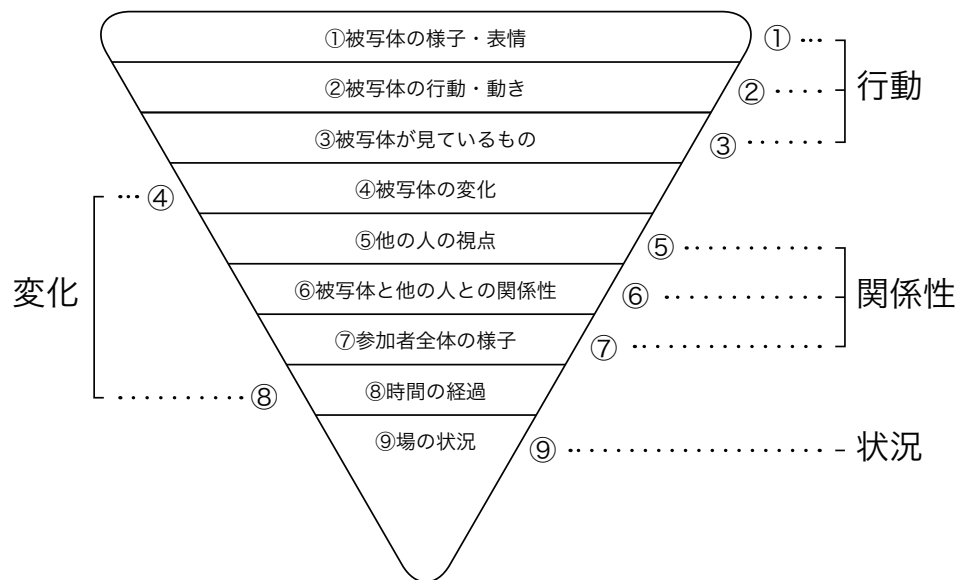 ①被写体の様子・表情
②被写体の行動・動き
③被写体が見ているもの
④被写体の変化
⑤他の人の視点
⑥被写体と他の人との関係性
⑦参加者全体の様子
⑧時間の経過
⑨場の状況
①
②
③
行動
④
⑧
変化
⑤
⑥
⑦
関係性
⑨
状況